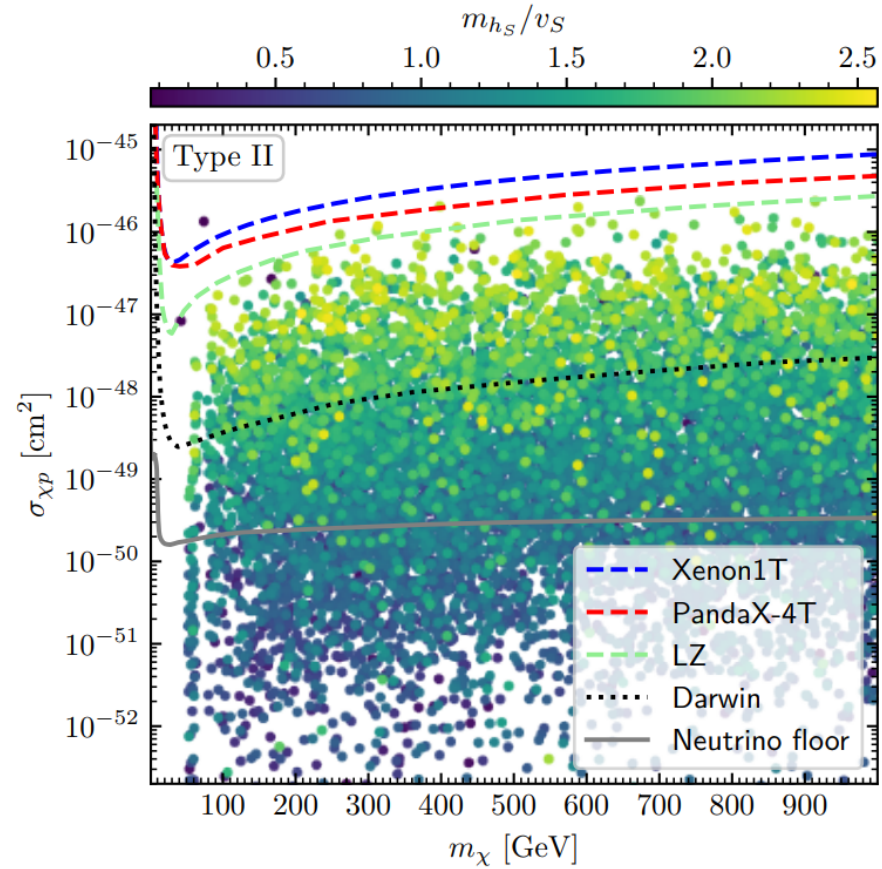 m_{h_S}/v_S
0.5 1.0 1.5 2.0 2.5
Type II
10^{-45}
10^{-46}
10^{-47}
10^{-48}
10^{-49}
10^{-50}
10^{-51}
10^{-52}
σ_{χp} [cm^2]
Xenon1T
PandaX-4T
LZ
Darwin
Neutrino floor
100 200 300 400 500 600 700 800 900
m_χ [GeV]